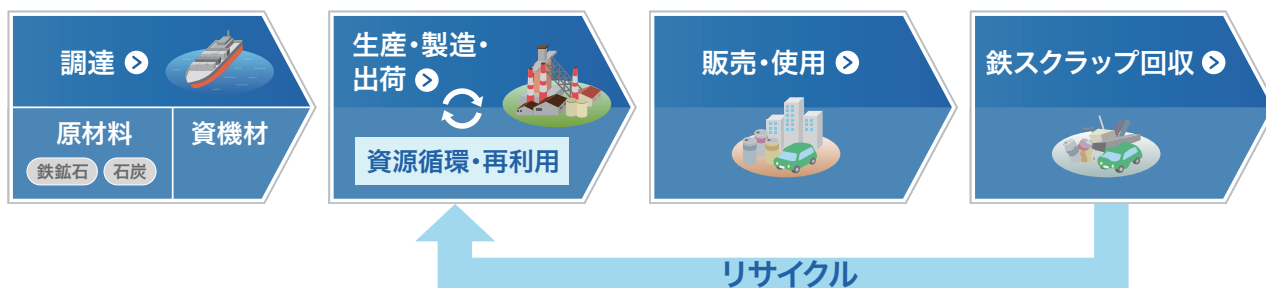 調達
原材料
鉄鉱石 石炭
資機材
生産・製造・
出荷
資源循環・再利用
販売・使用
鉄スクラップ回収
リサイクル